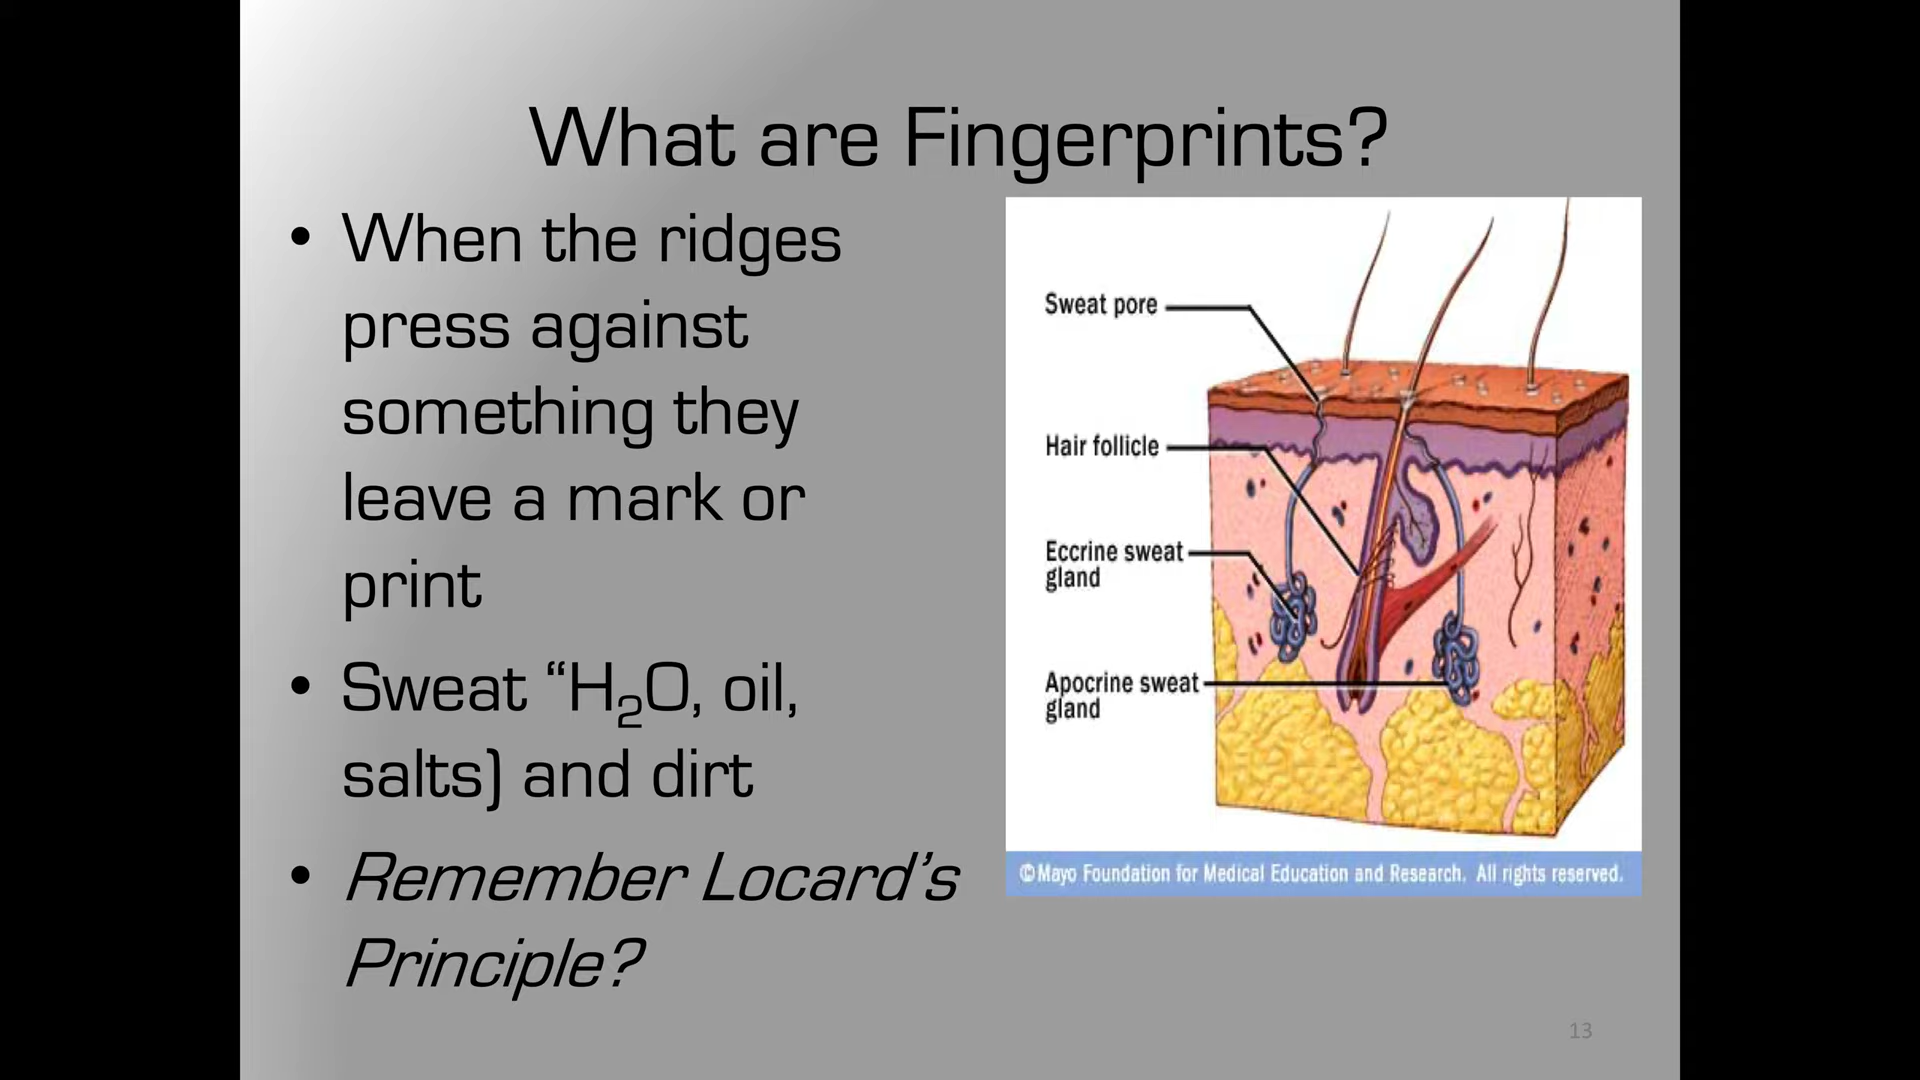 What are Fingerprints?
• When the ridges
press against
something they
leave a mark or
print
• Sweat “H₂O, oil,
salts) and dirt
• Remember Locard’s
Principle?
Sweat pore
Hair follicle
Eccrine sweat
gland
Apocrine sweat
gland
©Mayo Foundation for Medical Education and Research. All rights reserved.
13